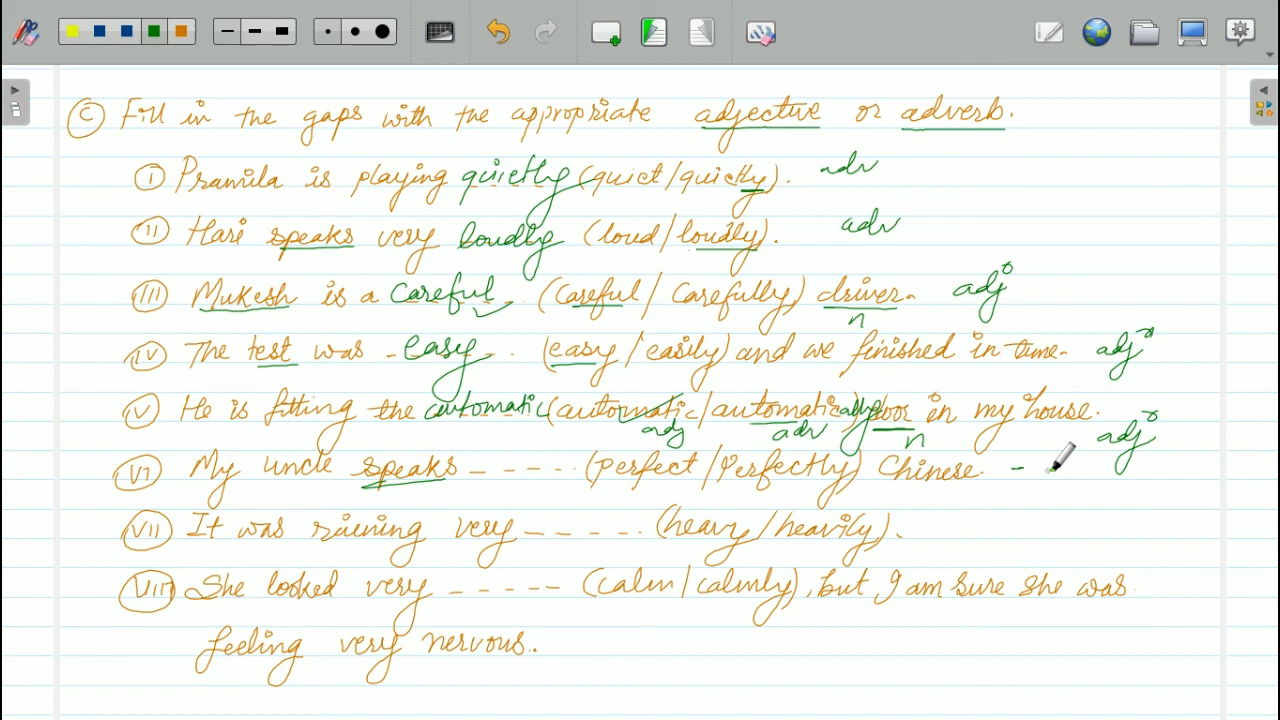 C Fill in the gaps with the appropriate adjective or adverb.
I Pramila is playing quietly (quiet/quietly). adv
II Hari speaks very loudly (loud/loudly). adv
III Mukesh is a careful (careful/carefully) driver. adj
n
IV The test was easy (easy/easily) and we finished in time. adj
V He is fitting the automatic (automatic/automatically) door in my house.
adj adv n adj
VI My uncle speaks ----- (perfect/perfectly) Chinese. -
VII It was raining very ----- (heavy/heavily).
VIII She looked very ----- (calm/calmly), but I am sure she was
feeling very nervous.